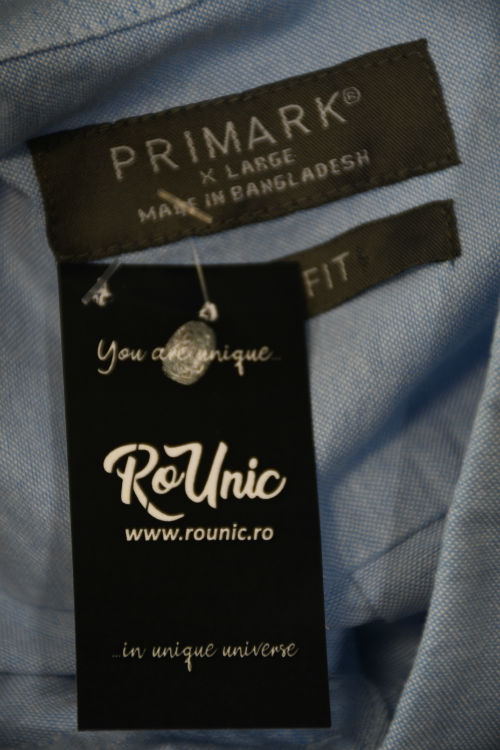 PRIMARK®
X LARGE
MADE IN BANGLADESH
FIT
You are unique...
RoUnic
www.rounic.ro
...in unique universe